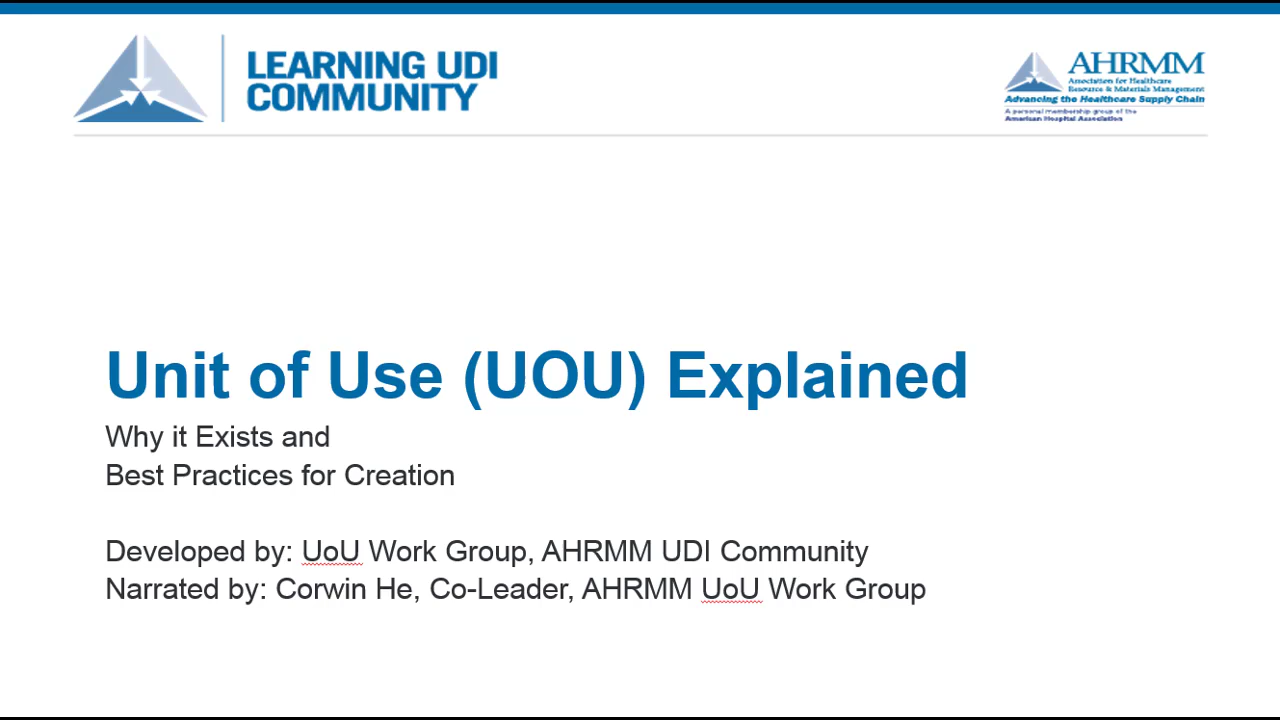 LEARNING UDI
COMMUNITY
AHRMM
Association for Healthcare
Resource & Materials Management
Advancing the Healthcare Supply Chain
A personal membership group of the
American Hospital Association
Unit of Use (UOU) Explained
Why it Exists and
Best Practices for Creation
Developed by: UoU Work Group, AHRMM UDI Community
Narrated by: Corwin He, Co-Leader, AHRMM UoU Work Group